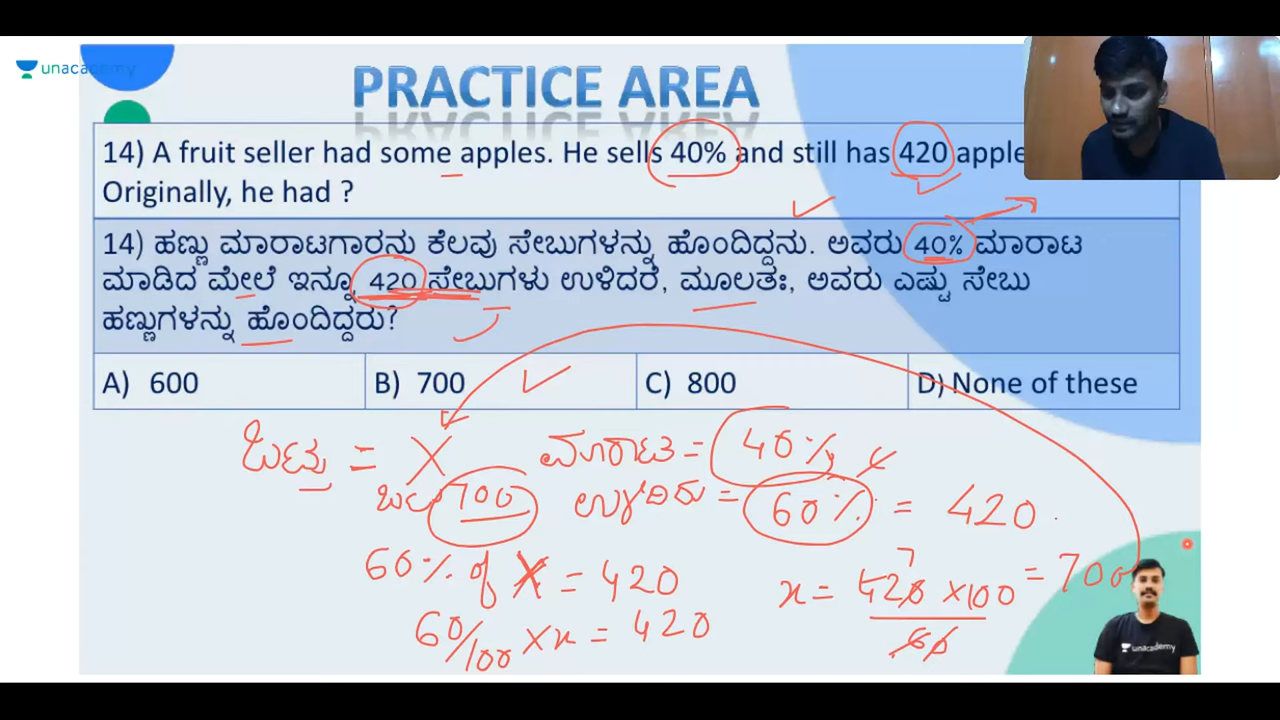 unacademy
PRACTICE AREA
14) A fruit seller had some apples. He sells 40% and still has 420 apple
Originally, he had ?
14) ಹಣ್ಣು ಮಾರಾಟಗಾರನು ಕೆಲವು ಸೇಬುಗಳನ್ನು ಹೊಂದಿದ್ದನು. ಅವರು 40% ಮಾರಾಟ
ಮಾಡಿದ ಮೇಲೆ ಇನ್ನೂ 420 ಸೇಬುಗಳು ಉಳಿದರೆ, ಮೂಲತಃ, ಅವರು ಎಷ್ಟು ಸೇಬು
ಹಣ್ಣುಗಳನ್ನು ಹೊಂದಿದ್ದರು?
A) 600 B) 700 C) 800 D) None of these
ಒಟ್ಟು = X ಮಾರಾಟ = 40%
700 = 60% = 420
60% of X = 420
60/100 × x = 420
x = 420 × 100 / 60 = 700
7
unacademy